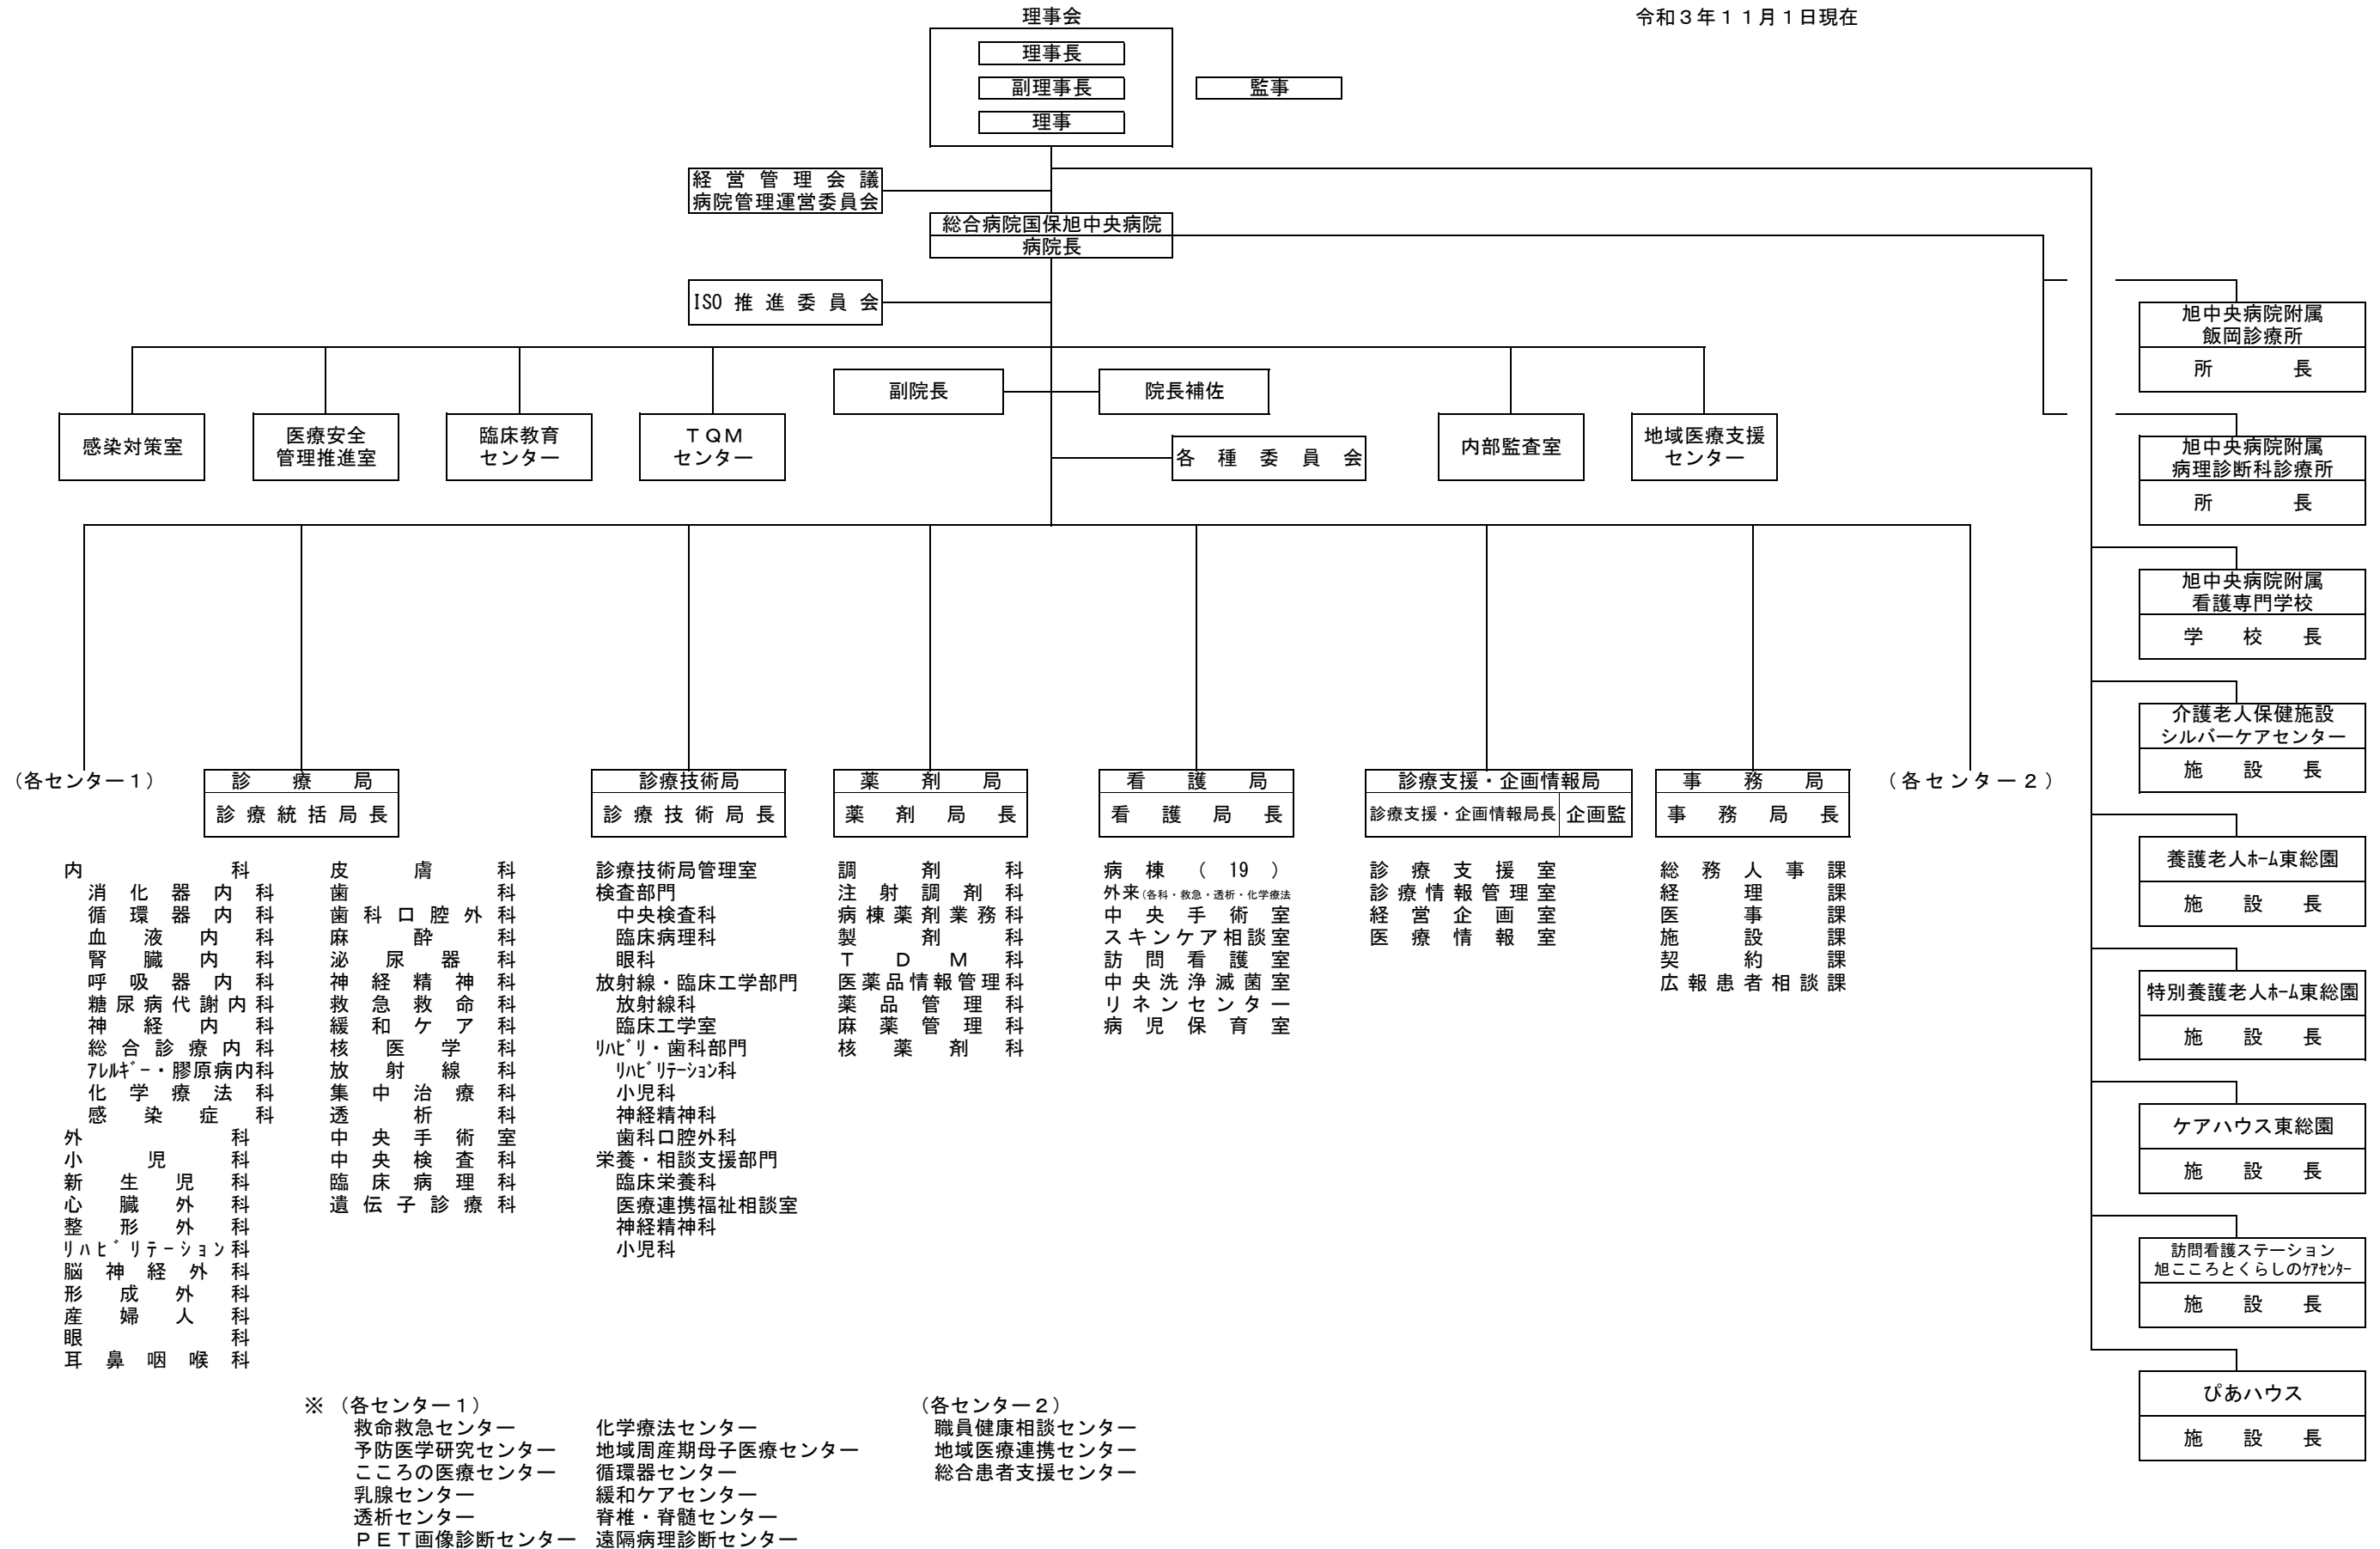 理事会
令和３年１１月１日現在
理事長
副理事長
監事
理事
経営管理会議
病院管理運営委員会
総合病院国保旭中央病院
病院長
ISO 推進委員会
旭中央病院附属
飯岡診療所
所長
副院長
院長補佐
感染対策室
医療安全
管理推進室
臨床教育
センター
ＴＱＭ
センター
各種委員会
内部監査室
地域医療支援
センター
旭中央病院附属
病理診断科診療所
所長
旭中央病院附属
看護専門学校
学校長
介護老人保健施設
シルバーケアセンター
施設長
養護老人ﾎｰﾑ東総園
施設長
特別養護老人ﾎｰﾑ東総園
施設長
ケアハウス東総園
施設長
訪問看護ステーション
旭こころとくらしのｹｱｾﾝﾀｰ
施設長
ぴあハウス
施設長
（各センター１）
診療局
診療統括局長
内科
消化器内科
循環器内科
血液内科
腎臓内科
呼吸器内科
糖尿病代謝内科
神経内科
総合診療内科
ｱﾚﾙｷﾞｰ・膠原病内科
化学療法科
感染症科
外科
小児科
新生児科
心臓外科
整形外科
ﾘﾊﾋﾞﾘﾃｰｼｮﾝ科
脳神経外科
形成外科
産婦人科
眼科
耳鼻咽喉科
皮膚科
歯科
歯科口腔外科
麻酔科
泌尿器科
神経精神科
救急救命科
緩和ケア科
核医学科
放射線科
集中治療科
透析科
中央手術室
中央検査科
臨床病理科
遺伝子診療科
診療技術局
診療技術局長
診療技術局管理室
検査部門
中央検査科
臨床病理科
眼科
放射線・臨床工学部門
放射線科
臨床工学室
ﾘﾊﾋﾞﾘ・歯科部門
ﾘﾊﾋﾞﾘﾃｰｼｮﾝ科
小児科
神経精神科
歯科口腔外科
栄養・相談支援部門
臨床栄養科
医療連携福祉相談室
神経精神科
小児科
薬剤局
薬剤局長
調剤科
注射調剤科
病棟薬剤業務科
製剤科
ＴＤＭ科
医薬品情報管理科
薬品管理科
麻薬管理科
核薬剤科
看護局
看護局長
病棟（19）
外来（各科・救急・透析・化学療法
中央手術室
スキンケア相談室
訪問看護室
中央洗浄滅菌室
リネンセンター
病児保育室
診療支援・企画情報局
診療支援・企画情報局長 企画監
診療支援室
診療情報管理室
経営企画室
医療情報室
事務局
事務局長
総務人事課
経理課
医事課
施設課
契約課
広報患者相談課
（各センター２）
※（各センター１）
救命救急センター
予防医学研究センター
こころの医療センター
乳腺センター
透析センター
ＰＥＴ画像診断センター
化学療法センター
地域周産期母子医療センター
循環器センター
緩和ケアセンター
脊椎・脊髄センター
遠隔病理診断センター
（各センター２）
職員健康相談センター
地域医療連携センター
総合患者支援センター